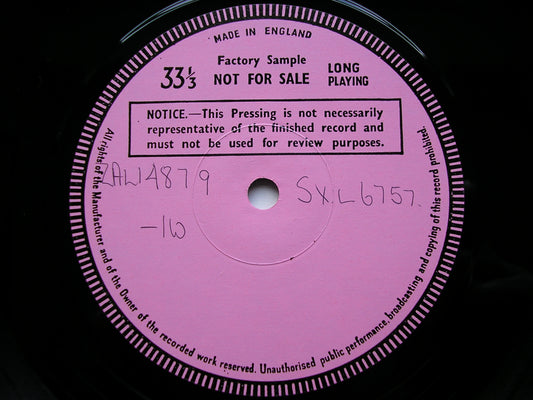 MADE IN ENGLAND
Factory Sample
33⅓ NOT FOR SALE LONG PLAYING
NOTICE.—This Pressing is not necessarily
representative of the finished record and
must not be used for review purposes.
ZAL14879 SXL6757.
-1W
All rights of the Manufacturer and of the Owner of the recorded work reserved. Unauthorised public performance, broadcasting and copying of this record prohibited.